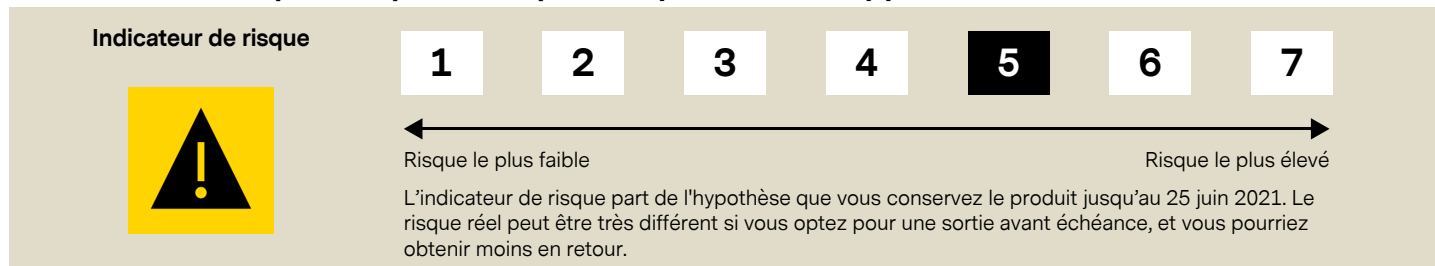 Indicateur de risque
1 2 3 4 5 6 7
Risque le plus faible Risque le plus élevé
L’indicateur de risque part de l'hypothèse que vous conservez le produit jusqu’au 25 juin 2021. Le
risque réel peut être très différent si vous optez pour une sortie avant échéance, et vous pourriez
obtenir moins en retour.